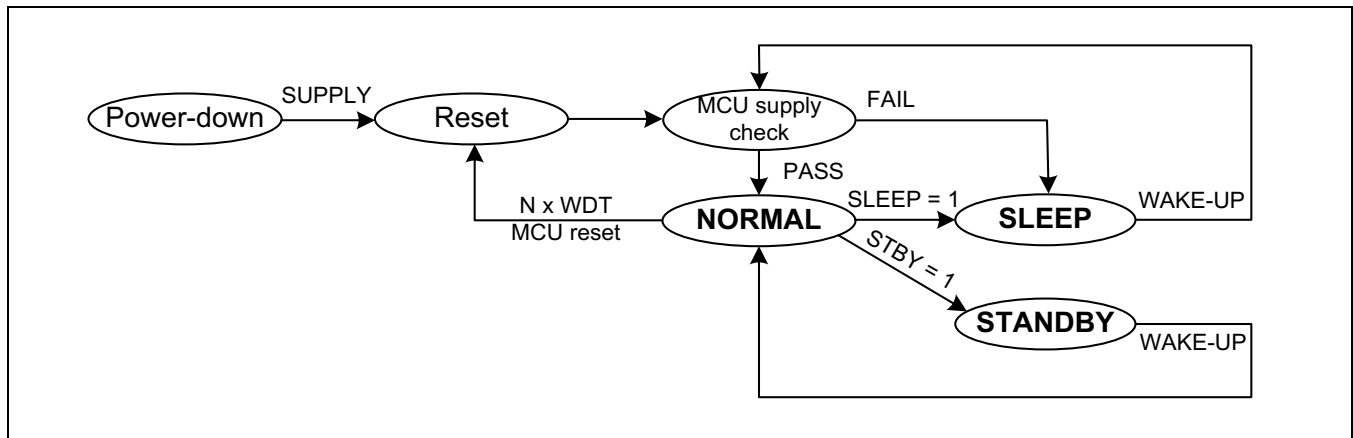 SUPPLY
Power-down
Reset
MCU supply
check
FAIL
PASS
N x WDT
MCU reset
NORMAL
SLEEP = 1
SLEEP
WAKE-UP
STBY = 1
STANDBY
WAKE-UP